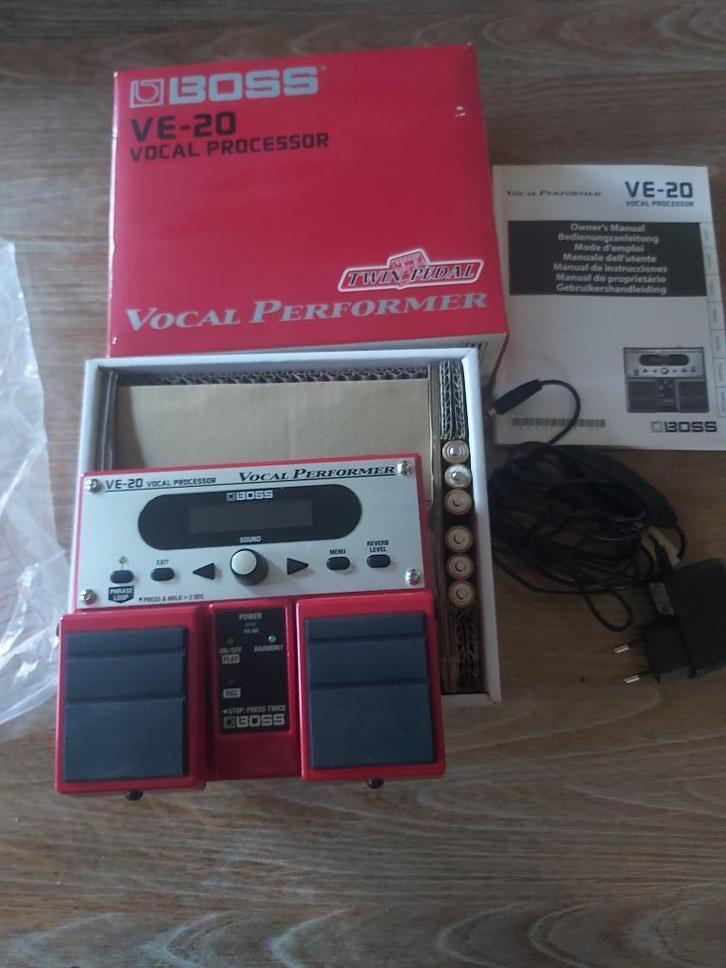 BOSS
VE-20
VOCAL PROCESSOR
TWIN PEDAL
VOCAL PERFORMER
VOCAL PERFORMER
VE-20
VOCAL PROCESSOR
Owner's Manual
Bedienungsanleitung
Mode d'emploi
Manuale dell'utente
Manual de instrucciones
Manual do proprietário
Gebruikershandleiding
BOSS
VE-20 VOCAL PROCESSOR
VOCAL PERFORMER
BOSS
SOUND
EXIT
MENU
REVERB
LEVEL
PHRASE
LOOP
▼PRESS & HOLD > 2 SEC
POWER
ON/OFF
HARMONY
PLAY
REC
◄STOP: PRESS TWICE
BOSS